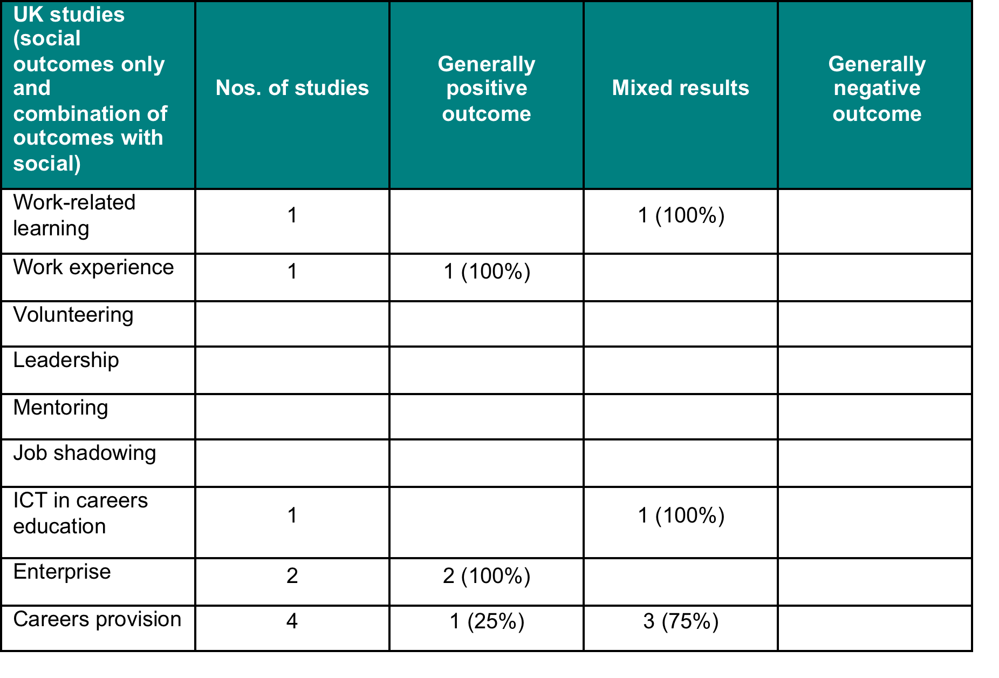 UK studies
(social
outcomes only
and
combination of
outcomes with
social)
Nos. of studies
Generally
positive
outcome
Mixed results
Generally
negative
outcome
Work-related
learning
1
1 (100%)
Work experience
1
1 (100%)
Volunteering
Leadership
Mentoring
Job shadowing
ICT in careers
education
1
1 (100%)
Enterprise
2
2 (100%)
Careers provision
4
1 (25%)
3 (75%)